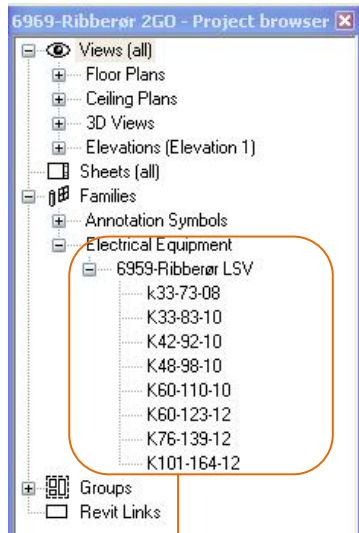 6969-Ribberør 2GO - Project browser
Views (all)
Floor Plans
Ceiling Plans
3D Views
Elevations (Elevation 1)
Sheets (all)
Families
Annotation Symbols
Electrical Equipment
6959-Ribberør LSV
k33-73-08
K33-83-10
K42-92-10
K48-98-10
K60-110-10
K60-123-12
K76-139-12
K101-164-12
Groups
Revit Links